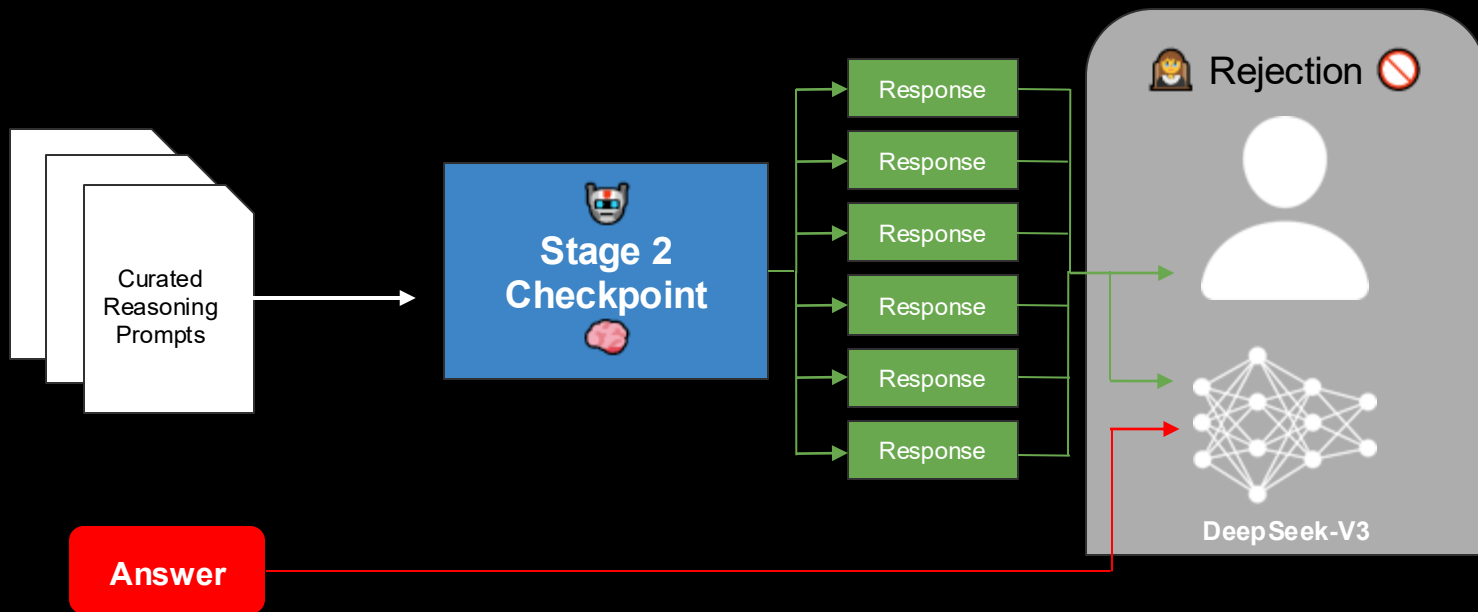 Rejection
Response
Response
Response
Response
Response
Response
Curated
Reasoning
Prompts
Stage 2
Checkpoint
DeepSeek-V3
Answer